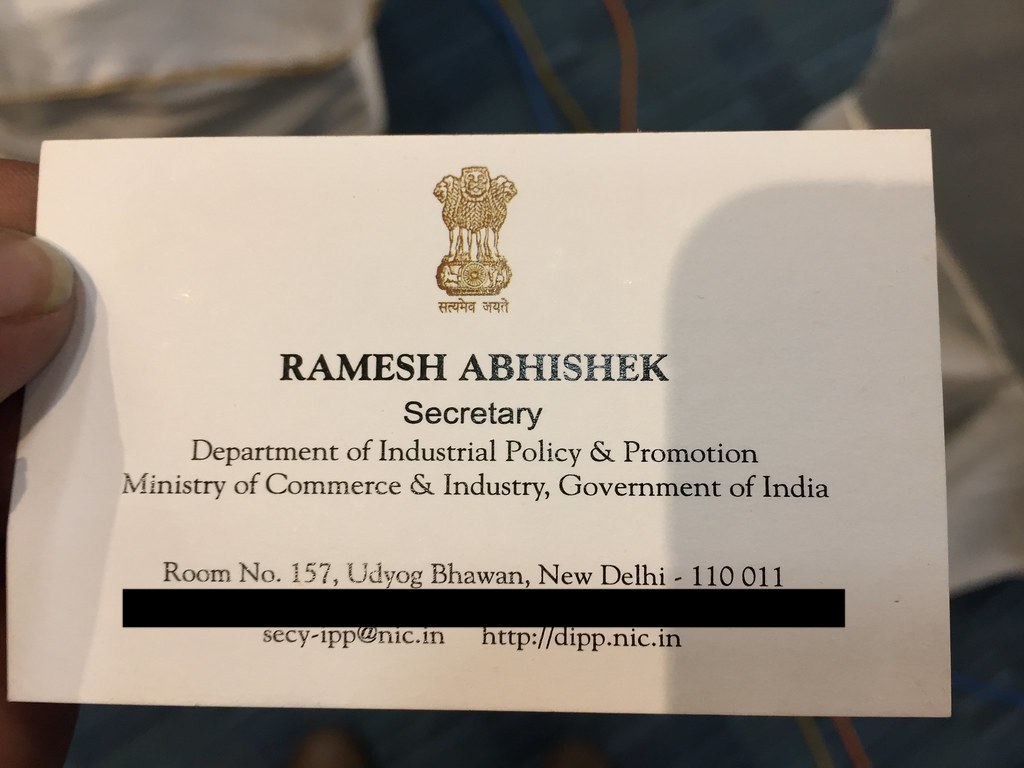 सत्यमेव जयते
RAMESH ABHISHEK
Secretary
Department of Industrial Policy & Promotion
Ministry of Commerce & Industry, Government of India
Room No. 157, Udyog Bhawan, New Delhi - 110 011
secy-ipp@nic.in http://dipp.nic.in